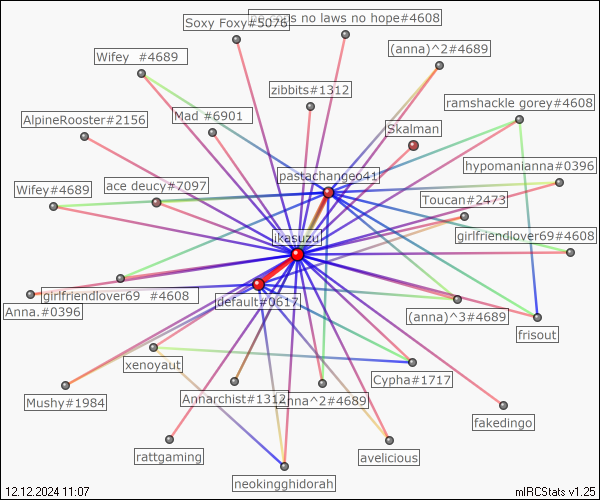 no gods no laws no hope#4608
Soxy Foxy#5076
(anna)^2#4689
Wifey  #4689
zibbits#1312
ramshackle gorey#4608
AlpineRooster#2156
Mad #6901
Skalman
hypomanianna#0396
pastachangeo41
Wifey#4689
ace deucy#7097
Toucan#2473
ikasuzu
girlfriendlover69#4608
girlfriendlover69  #4608
default#0617
Anna.#0396
(anna)^3#4689
frisout
xenoyaut
Cypha#1717
Mushy#1984
Annarchist#1312
anna^2#4689
fakedingo
rattgaming
avelicious
neokingghidorah
12.12.2024 11:07
mIRCStats v1.25